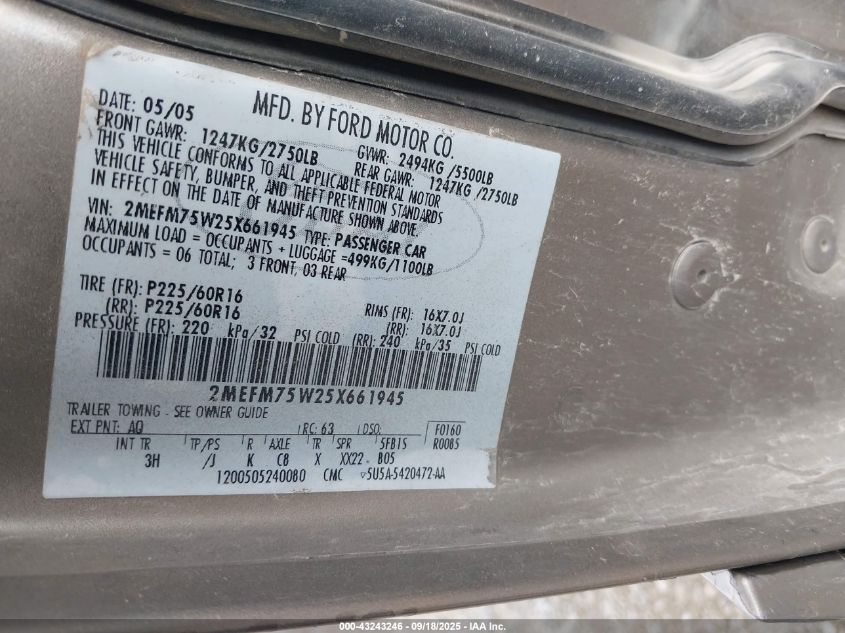 DATE: 05/05 MFD. BY FORD MOTOR CO.
FRONT GAWR: 1247KG/2750LB GVWR: 2494KG /5500LB
REAR GAWR: 1247KG /2750LB
THIS VEHICLE CONFORMS TO ALL APPLICABLE FEDERAL MOTOR
VEHICLE SAFETY, BUMPER, AND THEFT PREVENTION STANDARDS
IN EFFECT ON THE DATE OF MANUFACTURE SHOWN ABOVE.
VIN: 2MEFM75W25X661945 TYPE: PASSENGER CAR
MAXIMUM LOAD = OCCUPANTS + LUGGAGE =499KG/1100LB
OCCUPANTS = 06 TOTAL; 3 FRONT, 03 REAR
TIRE (FR): P225/60R16 RIMS (FR): 16X7.0J
(RR): P225/60R16 (RR): 16X7.0J
PRESSURE (FR): 220 kPa/32 PSI COLD (RR): 240 kPa/35 PSI COLD
2MEFM75W25X661945
TRAILER TOWING - SEE OWNER GUIDE
EXT PNT: AQ RC: 63 DSO: F0160
R0085
INT TR TP/PS R AXLE TR SPR 5FB15
3H /J K C8 X XX22 B05
1200505240080 CMC 5U5A-5420472-AA
000-43243246 - 09/18/2025 - IAA Inc.